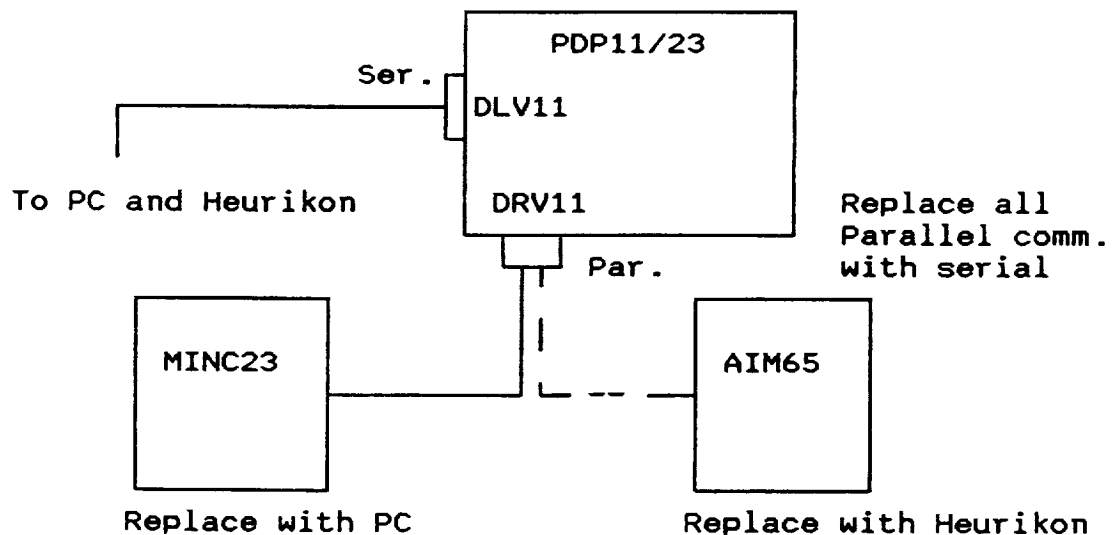 PDP11/23
Ser.
DLV11
To PC and Heurikon
DRV11
Replace all
Parallel comm.
with serial
Par.
MINC23
AIM65
Replace with PC
Replace with Heurikon